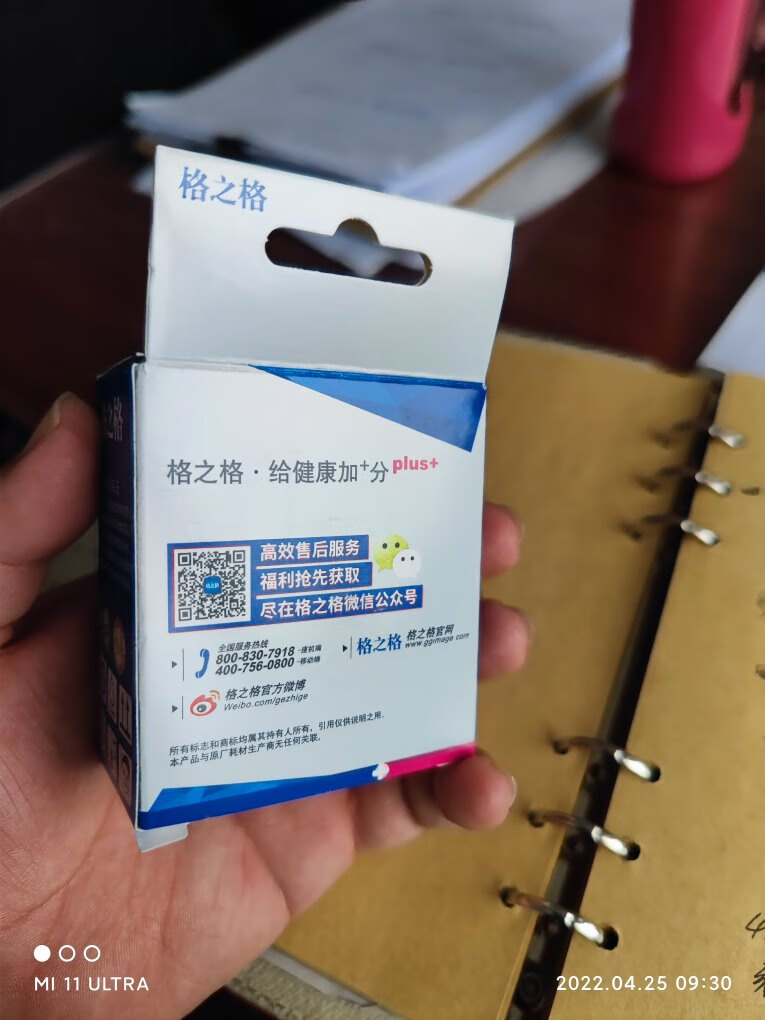 格之格
格之格·给健康加⁺分plus+
高效售后服务
福利抢先获取
尽在格之格微信公众号
全国服务热线
800-830-7918 -座机端
400-756-0800 -移动端
格之格 格之格官网
www.ggimage.com
格之格官方微博
Weibo.com/gezhige
所有标志和商标均属其持有人所有，引用仅供说明之用。
本产品与原厂耗材生产商无任何关联。
MI 11 ULTRA
2022.04.25 09:30